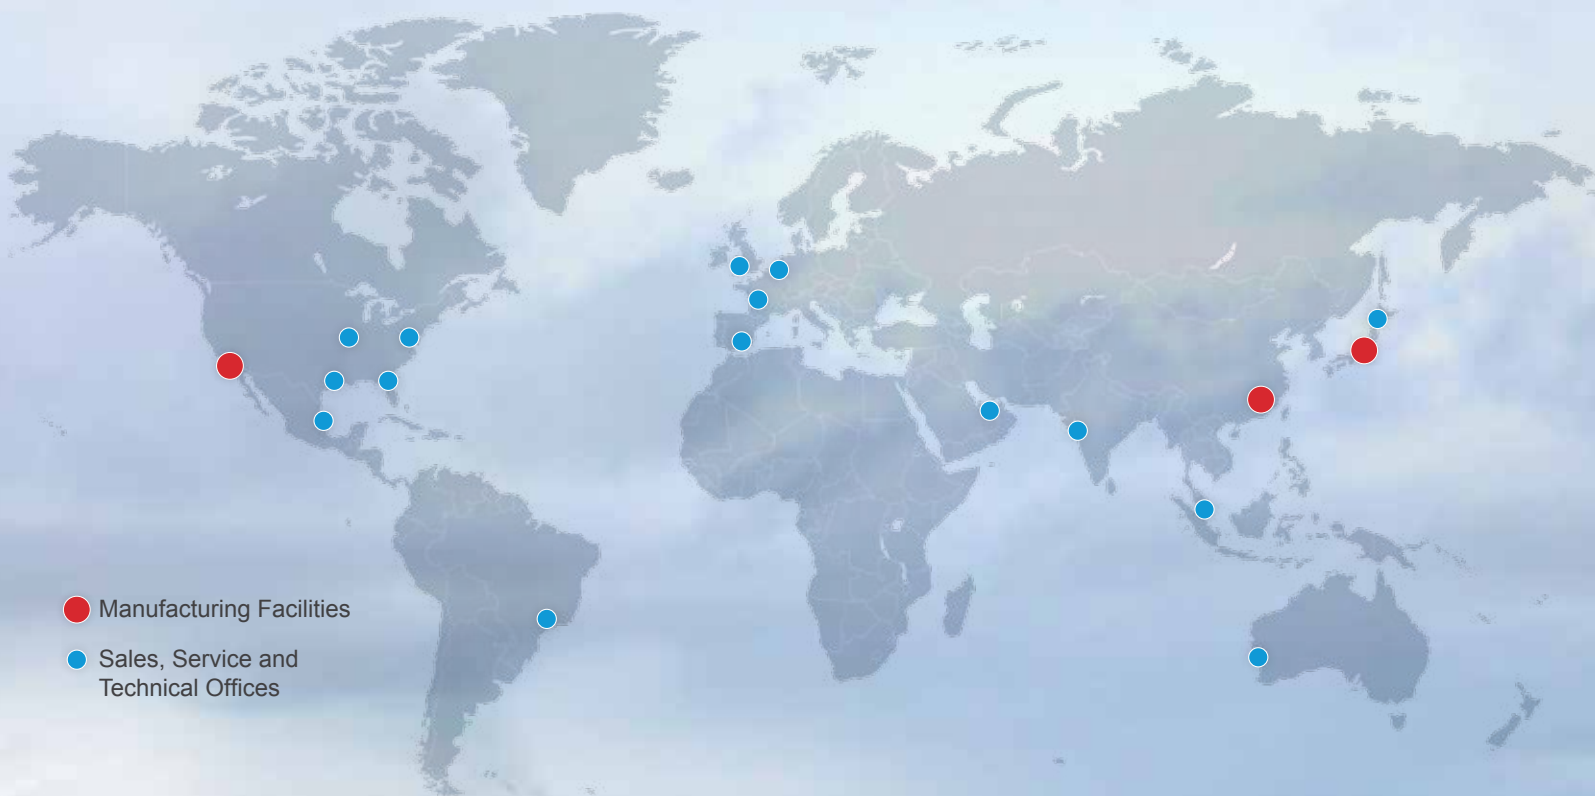 Manufacturing Facilities
Sales, Service and
Technical Offices